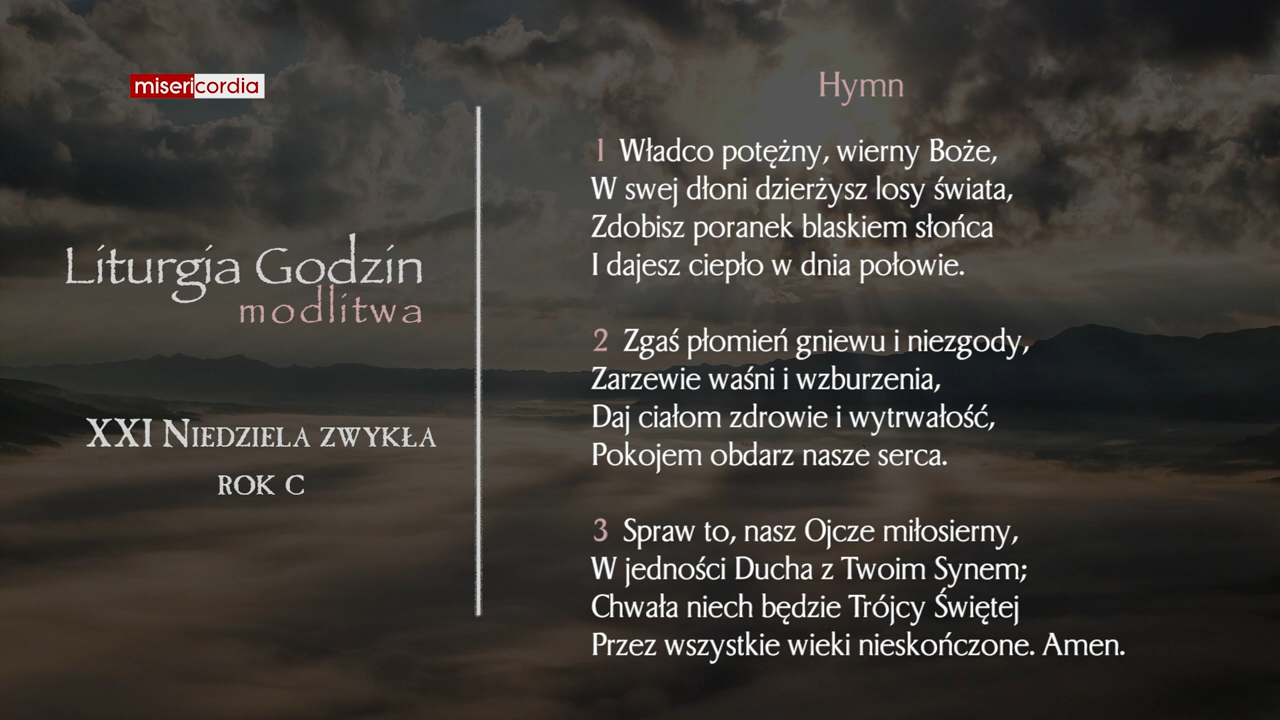 misericordia
Liturgia Godzin
modlitwa
XXI Niedziela zwykła
rok C
Hymn
1 Władco potężny, wierny Boże,
W swej dłoni dzierżysz losy świata,
Zdobisz poranek blaskiem słońca
I dajesz ciepło w dnia połowie.
2 Zgaś płomień gniewu i niezgody,
Zarzewie waśni i wzburzenia,
Daj ciałom zdrowie i wytrwałość,
Pokojem obdarz nasze serca.
3 Spraw to, nasz Ojcze miłosierny,
W jedności Ducha z Twoim Synem;
Chwała niech będzie Trójcy Świętej
Przez wszystkie wieki nieskończone. Amen.